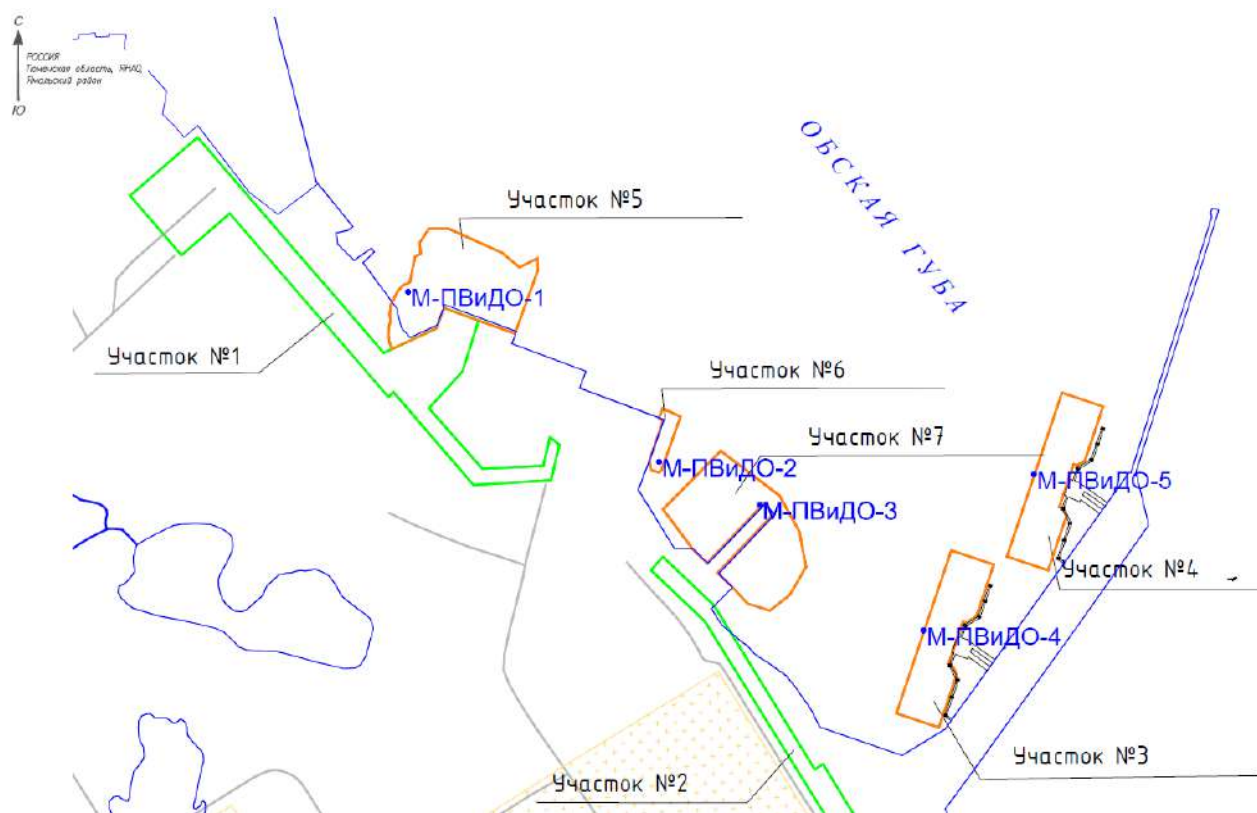 С
РОССИЯ
Тюменская область, ЯНАО,
Ямальский район
Ю
ОБСКАЯ ГУБА
Участок №5
М-ПВиДО-1
Участок №1
Участок №6
Участок №7
М-ПВиДО-2
М-ПВиДО-5
М-ПВиДО-3
Участок №4
М-ПВиДО-4
Участок №3
Участок №2